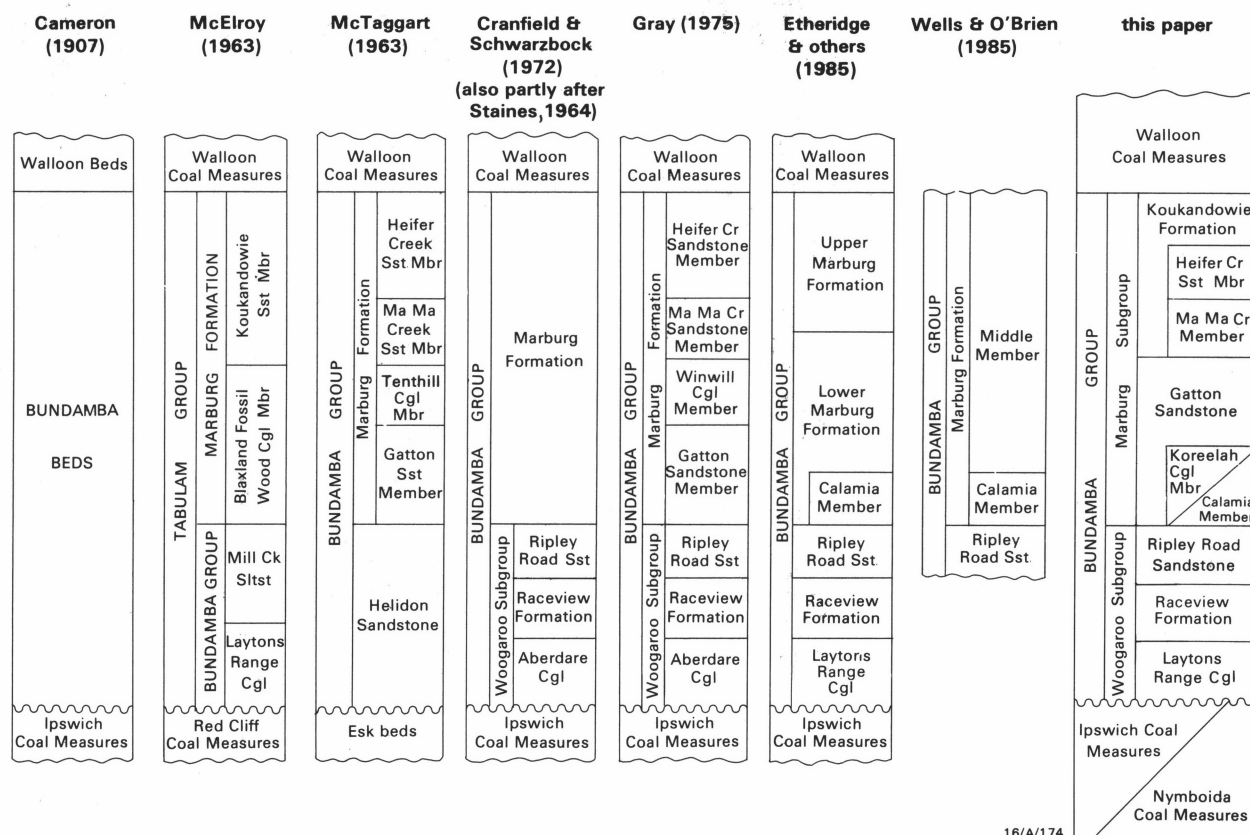 Cameron
(1907)
McElroy
(1963)
McTaggart
(1963)
Cranfield &
Schwarzbock
(1972)
(also partly after
Staines, 1964)
Gray (1975)
Etheridge
& others
(1985)
Wells & O'Brien
(1985)
this paper
Walloon Beds
BUNDAMBA
BEDS
Ipswich
Coal Measures
Walloon
Coal Measures
TABULAM GROUP
MARBURG FORMATION
Koukandowie
Sst Mbr
Blaxland Fossil
Wood Cgl Mbr
BUNDAMBA GROUP
Mill Ck
Sltst
Laytons
Range
Cgl
Red Cliff
Coal Measures
Walloon
Coal Measures
BUNDAMBA GROUP
Marburg Formation
Heifer
Creek
Sst Mbr
Ma Ma
Creek
Sst Mbr
Tenthill
Cgl
Mbr
Gatton
Sst
Member
Helidon
Sandstone
Esk beds
Walloon
Coal Measures
BUNDAMBA GROUP
Marburg
Formation
Woogaroo Subgroup
Ripley
Road Sst
Raceview
Formation
Aberdare
Cgl
Ipswich
Coal Measures
Walloon
Coal Measures
BUNDAMBA GROUP
Marburg Formation
Heifer Cr
Sandstone
Member
Ma Ma Cr
Sandstone
Member
Winwill
Cgl
Member
Gatton
Sandstone
Member
Woogaroo Subgroup
Ripley
Road Sst
Raceview
Formation
Aberdare
Cgl
Ipswich
Coal Measures
Walloon
Coal Measures
BUNDAMBA GROUP
Upper
Marburg
Formation
Lower
Marburg
Formation
Calamia
Member
Ripley
Road Sst.
Raceview
Formation
Laytons
Range
Cgl
Ipswich
Coal Measures
BUNDAMBA GROUP
Marburg Formation
Middle
Member
Calamia
Member
Ripley
Road Sst.
Walloon
Coal Measures
BUNDAMBA GROUP
Marburg Subgroup
Koukandowie
Formation
Heifer Cr
Sst Mbr
Ma Ma Cr
Member
Gatton
Sandstone
Koreelah
Cgl
Mbr
Calamia
Member
Woogaroo Subgroup
Ripley Road
Sandstone
Raceview
Formation
Laytons
Range Cgl
Ipswich Coal
Measures
Nymboida
Coal Measures
16/A/174